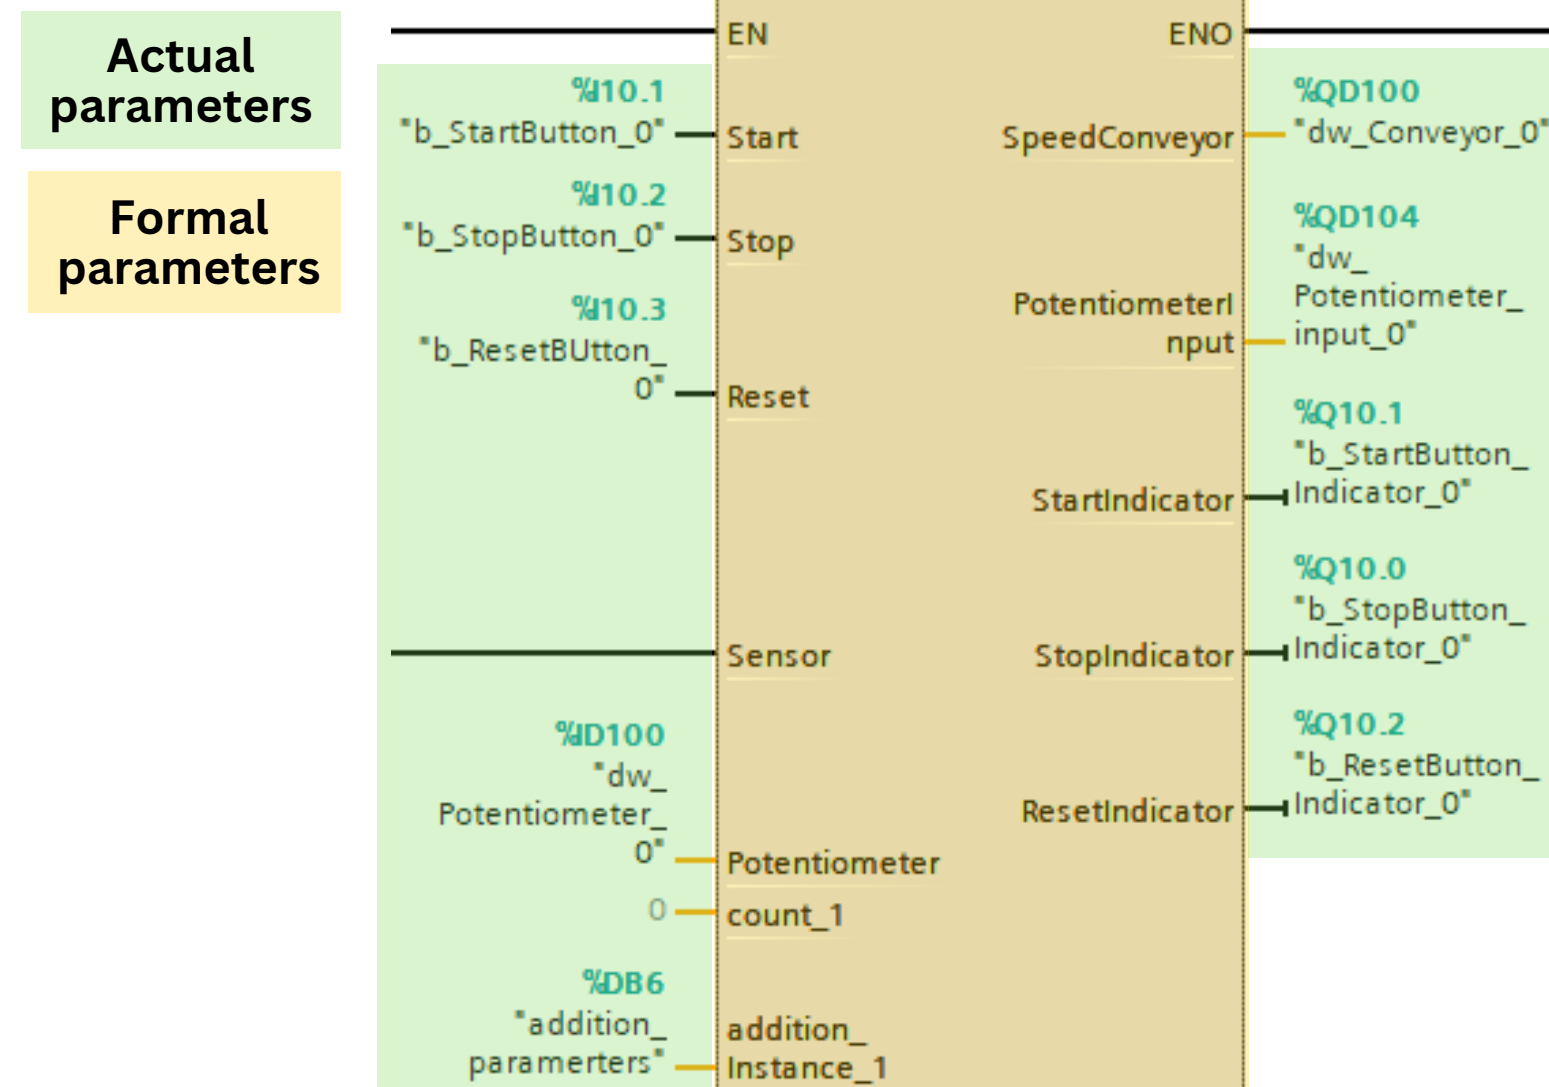 Actual
parameters
Formal
parameters
EN
ENO
%I10.1
"b_StartButton_0"
Start
SpeedConveyor
%QD100
"dw_Conveyor_0"
%I10.2
"b_StopButton_0"
Stop
%QD104
"dw_
Potentiometer_
input_0"
PotentiometerI
nput
%I10.3
"b_ResetBUtton_
0"
Reset
%Q10.1
"b_StartButton_
Indicator_0"
StartIndicator
%Q10.0
"b_StopButton_
Indicator_0"
Sensor
StopIndicator
%Q10.2
"b_ResetButton_
Indicator_0"
ResetIndicator
%ID100
"dw_
Potentiometer_
0"
Potentiometer
0
count_1
%DB6
"addition_
paramerters"
addition_
Instance_1